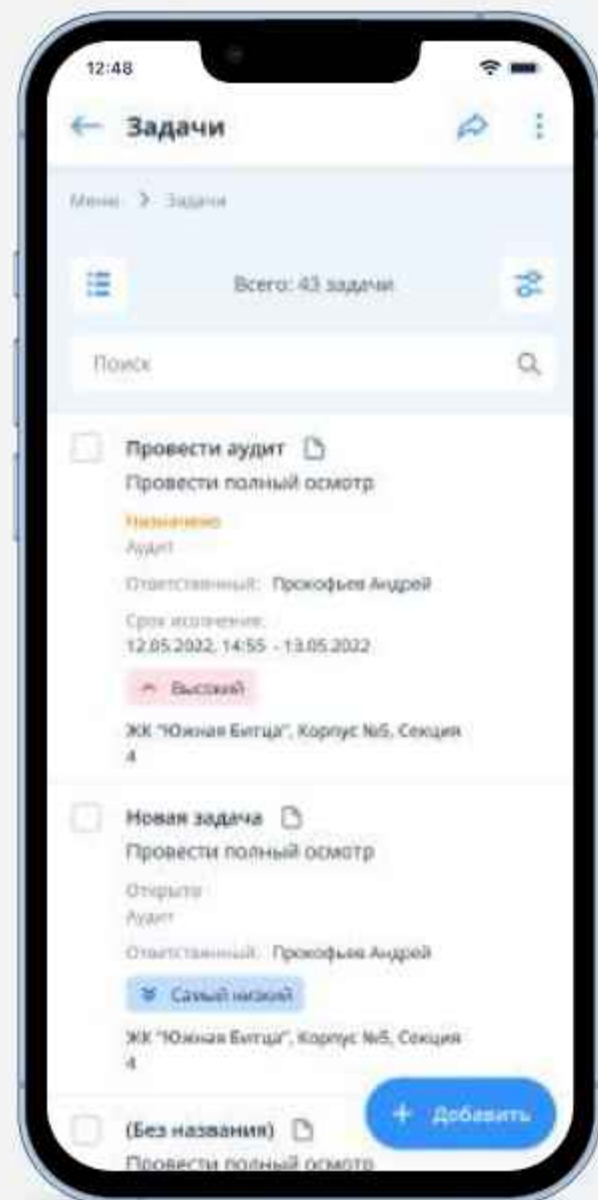 12:48
Задачи
Меню > Задачи
Всего: 43 задачи
Поиск
Провести аудит
Провести полный осмотр
Назначено
Аудит
Ответственный: Прокофьев Андрей
Срок исполнения:
12.05.2022, 14:55 - 13.05.2022
Высокий
ЖК "Южная Битца", Корпус №5, Секция
4
Новая задача
Провести полный осмотр
Открыто
Аудит
Ответственный: Прокофьев Андрей
Самый низкий
ЖК "Южная Битца", Корпус №5, Секция
4
+ Добавить
(Без названия)
Провести полный осмотр